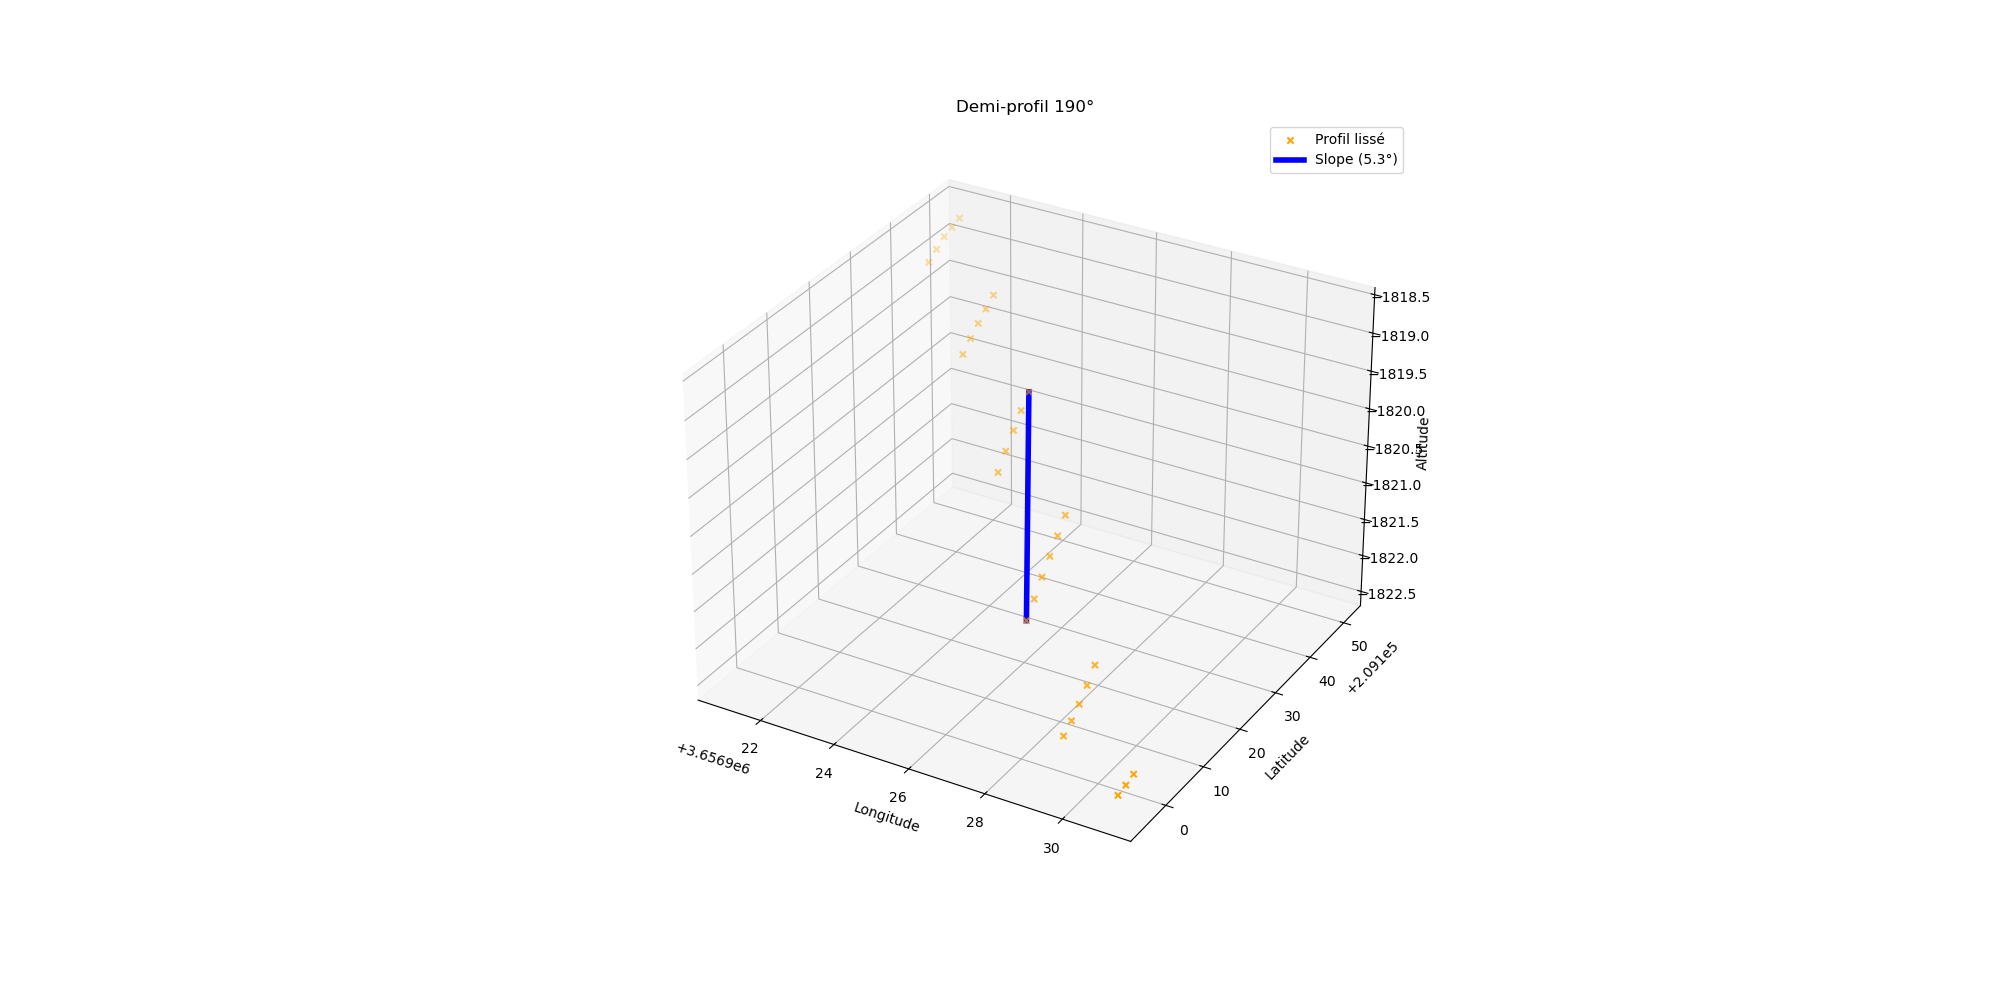 Demi-profil 190°
Profil lissé
Slope (5.3°)
−1818.5
−1819.0
−1819.5
−1820.0
−1820.5
−1821.0
−1821.5
−1822.0
−1822.5
Altitude
50
40
30
20
10
0
+2.091e5
Latitude
22
24
26
28
30
+3.6569e6
Longitude